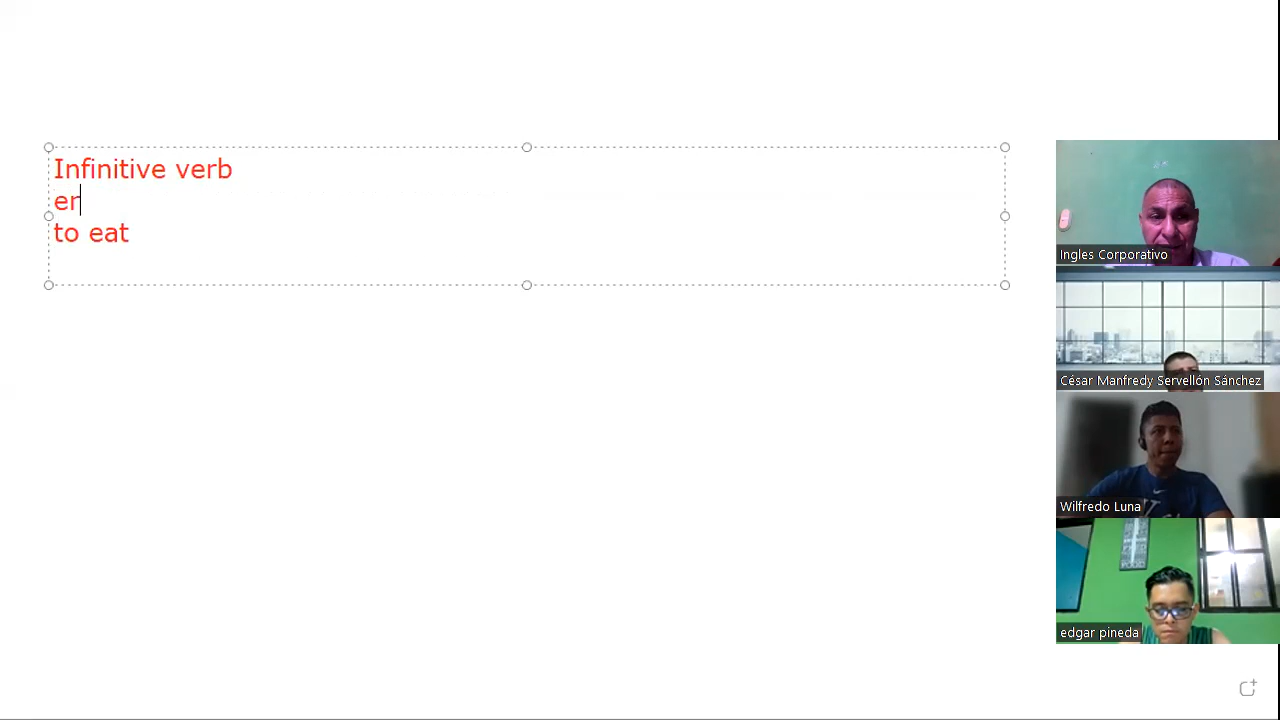 Infinitive verb
er
to eat
Ingles Corporativo
César Manfredy Servellón Sánchez
Wilfredo Luna
edgar pineda